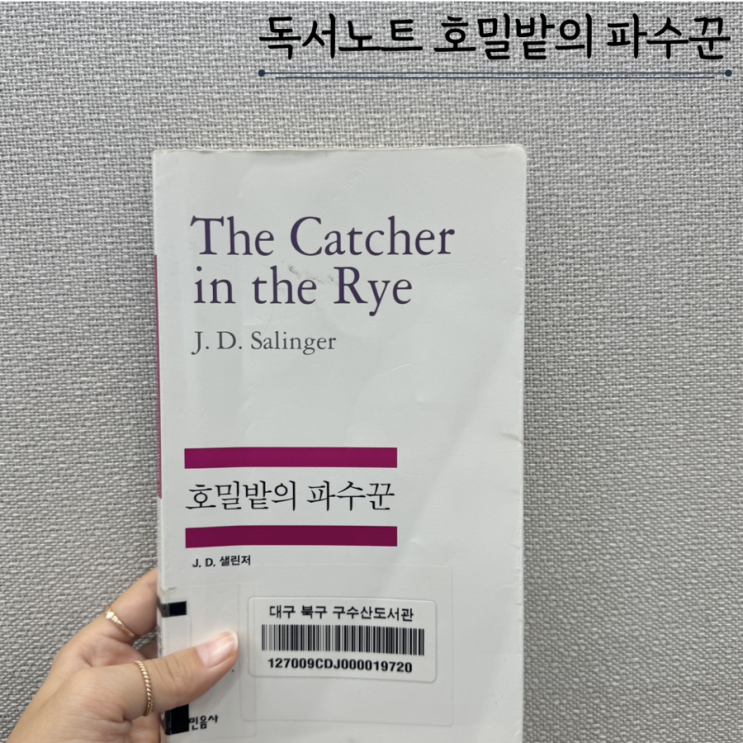 독서노트 호밀밭의 파수꾼
The Catcher
in the Rye
J. D. Salinger
호밀밭의 파수꾼
J. D. 샐린저
대구 북구 구수산도서관
127009CDJ000019720
민음사